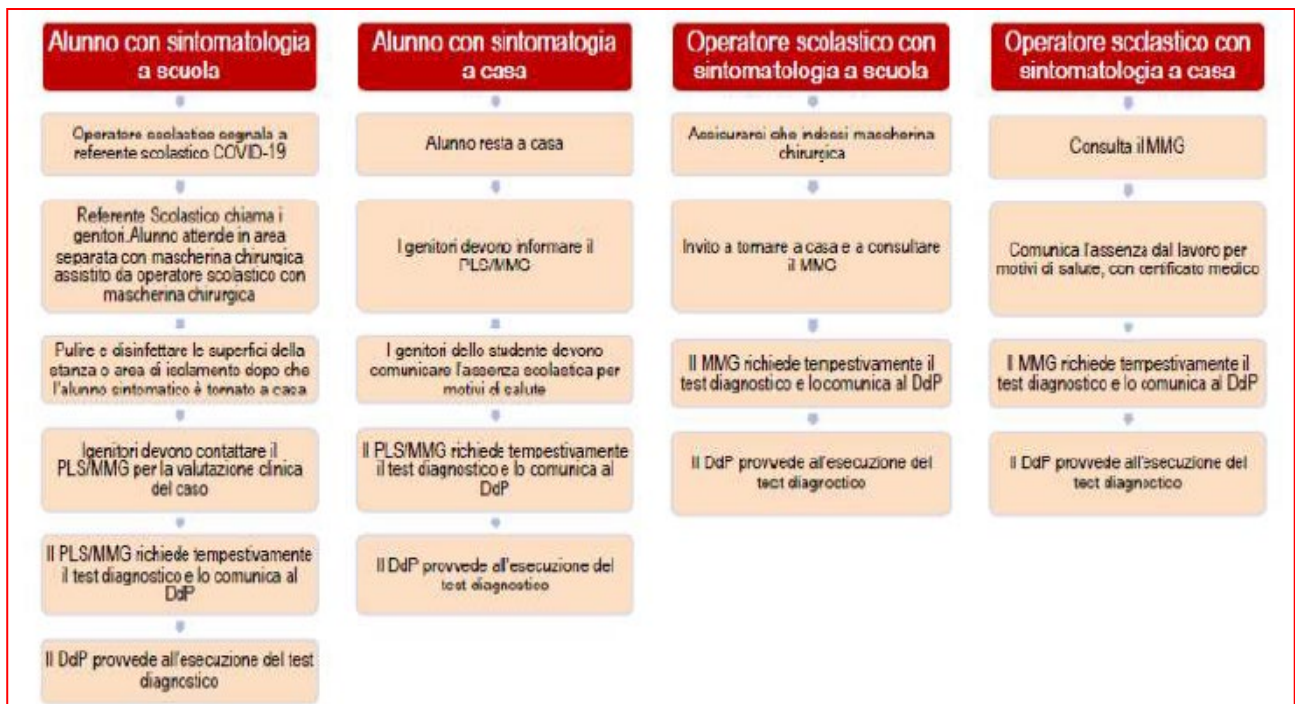 Alunno con sintomatologia
a scuola
Operatore scolastico segnala a
referente scolastico COVID-19
Referente Scolastico chiama i
genitori.Alunno attende in area
separata con mascherina chirurgica
assistito da operatore scolastico con
mascherina chirurgica
Pulire e disinfettare le superfici della
stanza o area di isolamento dopo che
l'alunno sintomatico è tornato a casa
Igenitori devono contattare il
PLS/MMG per la valutazione clinica
del caso
Il PLS/MMG richiede tempestivamente
il test diagnostico e lo comunica al
DdP
Il DdP provvede all'esecuzione del test
diagnostico
Alunno con sintomatogia
a casa
Alunno resta a casa
I genitori devono informare il
PLS/MMG
I genitori dello studente devono
comunicare l'assenza scolastica per
motivi di salute
Il PLS/MMG richiede tempestivamente
il test diagnostico e lo comunica al
DdP
Il DdP provvede all'esecuzione del
test diagnostico
Operatore scolastico con
sintomatologia a scuola
Assicurarsi che indossi mascherina
chirurgica
Invito a tornare a casa e a consultare
il MMG
Il MMG richiede tempestivamente il
test diagnostico e lo comunica al DdP
Il DdP provvede all'esecuzione del
test diagnostico
Operatore scolastico con
sintomatologia a casa
Consulta il MMG
Comunica l'assenza dal lavoro per
motivi di salute, con certificato medico
Il MMG richiede tempestivamente il
test diagnostico e lo comunica al DdP
Il DdP provvede all'esecuzione del
test diagnostico